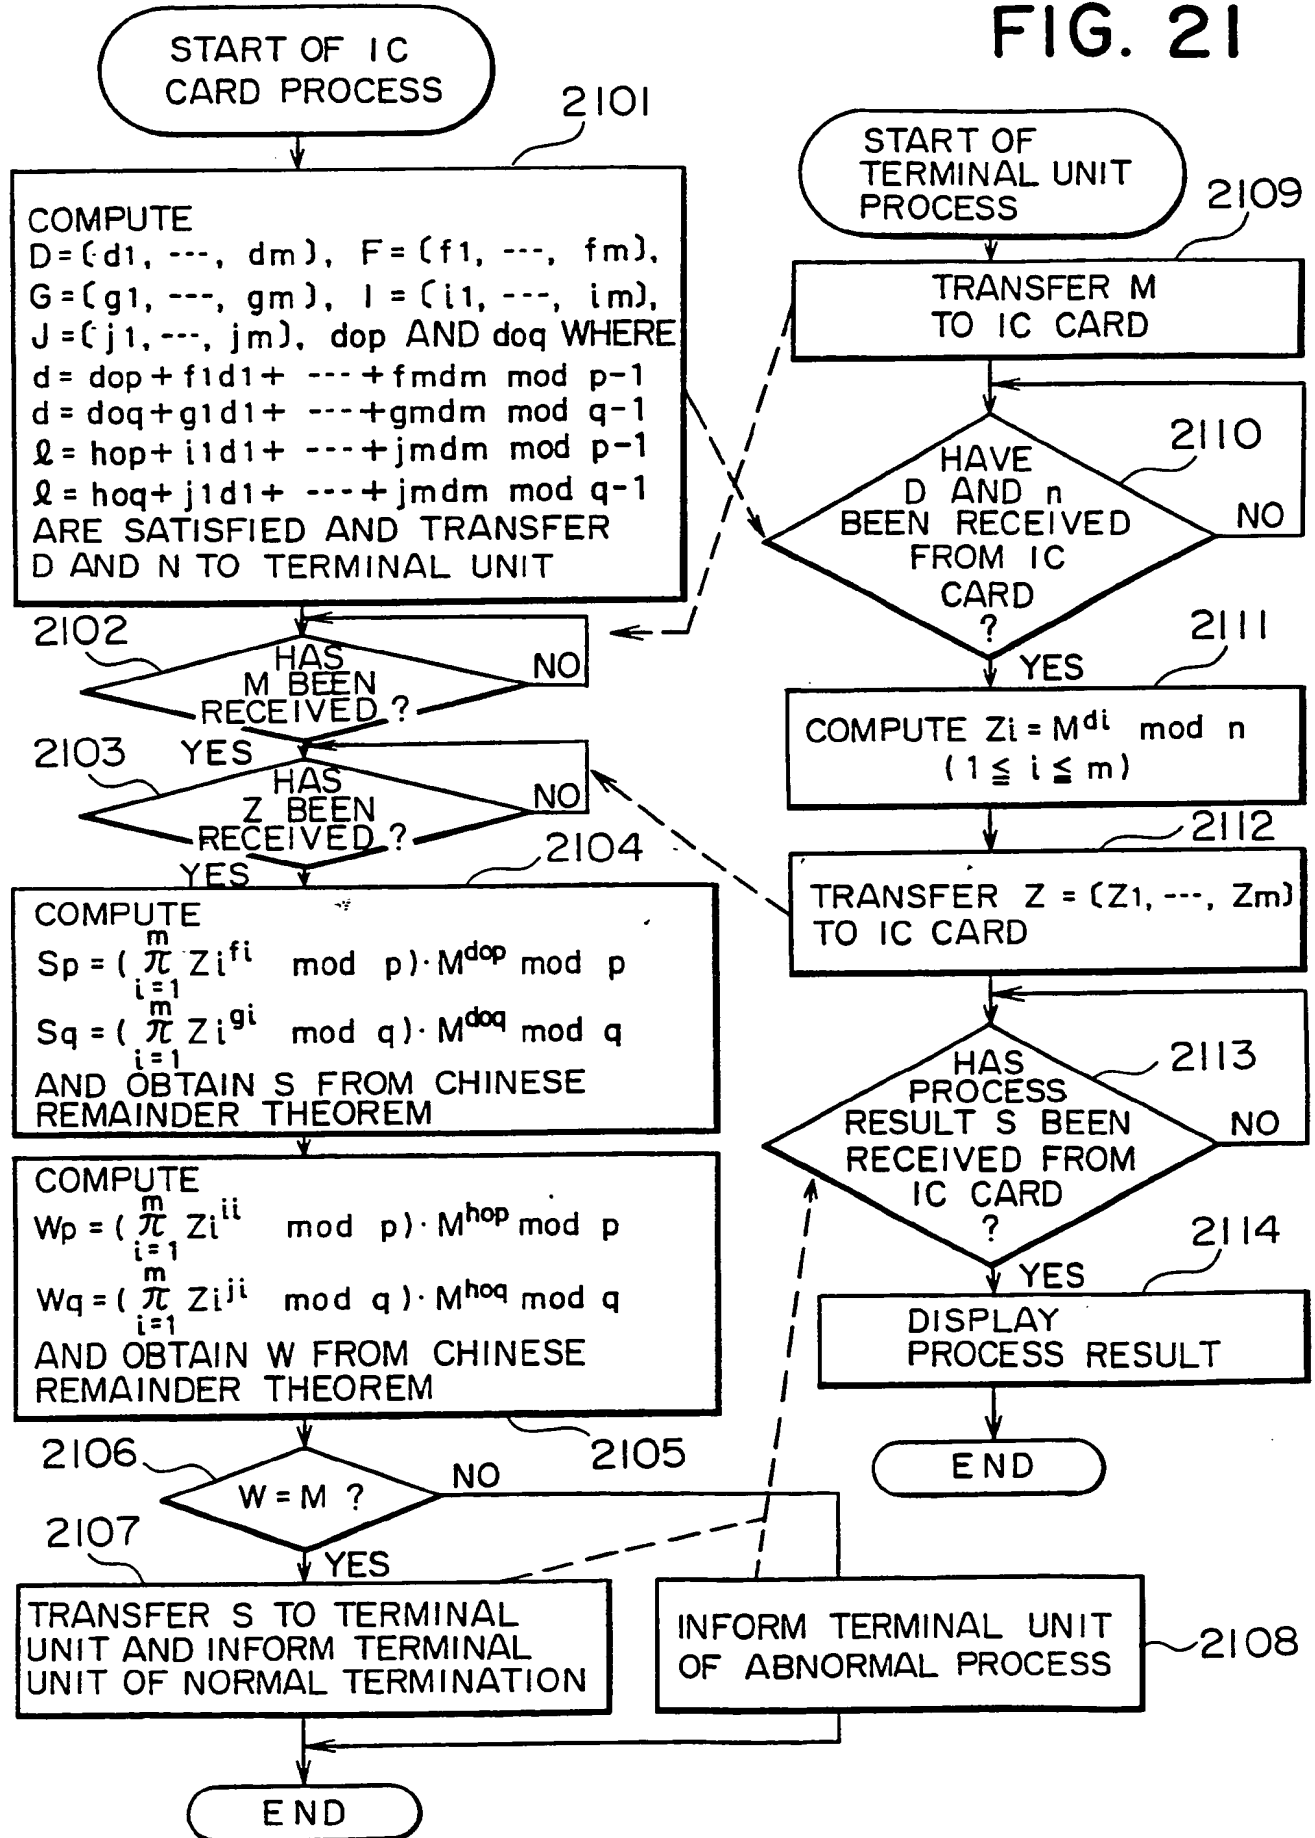 FIG. 21
START OF IC
CARD PROCESS
2101
COMPUTE
D=(d1, ---, dm), F=(f1, ---, fm),
G=(g1, ---, gm), I=(i1, ---, im),
J=(j1, ---, jm), dop AND doq WHERE
d=dop+f1d1+ ---+fmdm mod p-1
d=doq+g1d1+ ---+gmdm mod q-1
ℓ=hop+i1d1+ ---+jmdm mod p-1
ℓ=hoq+j1d1+ ---+jmdm mod q-1
ARE SATISFIED AND TRANSFER
D AND N TO TERMINAL UNIT
2102
HAS
M BEEN
RECEIVED ?
NO
YES
2103
HAS
Z BEEN
RECEIVED ?
NO
YES
2104
COMPUTE
Sp=(
m
π
i=1
Zi^fi mod p)·M^dop mod p
Sq=(
m
π
i=1
Zi^gi mod q)·M^doq mod q
AND OBTAIN S FROM CHINESE
REMAINDER THEOREM
COMPUTE
Wp=(
m
π
i=1
Zi^ii mod p)·M^hop mod p
Wq=(
m
π
i=1
Zi^ji mod q)·M^hoq mod q
AND OBTAIN W FROM CHINESE
REMAINDER THEOREM
2105
2106
W=M ?
NO
YES
2107
TRANSFER S TO TERMINAL
UNIT AND INFORM TERMINAL
UNIT OF NORMAL TERMINATION
INFORM TERMINAL UNIT
OF ABNORMAL PROCESS
2108
END
START OF
TERMINAL UNIT
PROCESS
2109
TRANSFER M
TO IC CARD
2110
HAVE
D AND n
BEEN RECEIVED
FROM IC
CARD
?
NO
YES
2111
COMPUTE Zi=M^di mod n
(1≦i≦m)
2112
TRANSFER Z=(Z1, ---, Zm)
TO IC CARD
2113
HAS
PROCESS
RESULT S BEEN
RECEIVED FROM
IC CARD
?
NO
YES
2114
DISPLAY
PROCESS RESULT
END